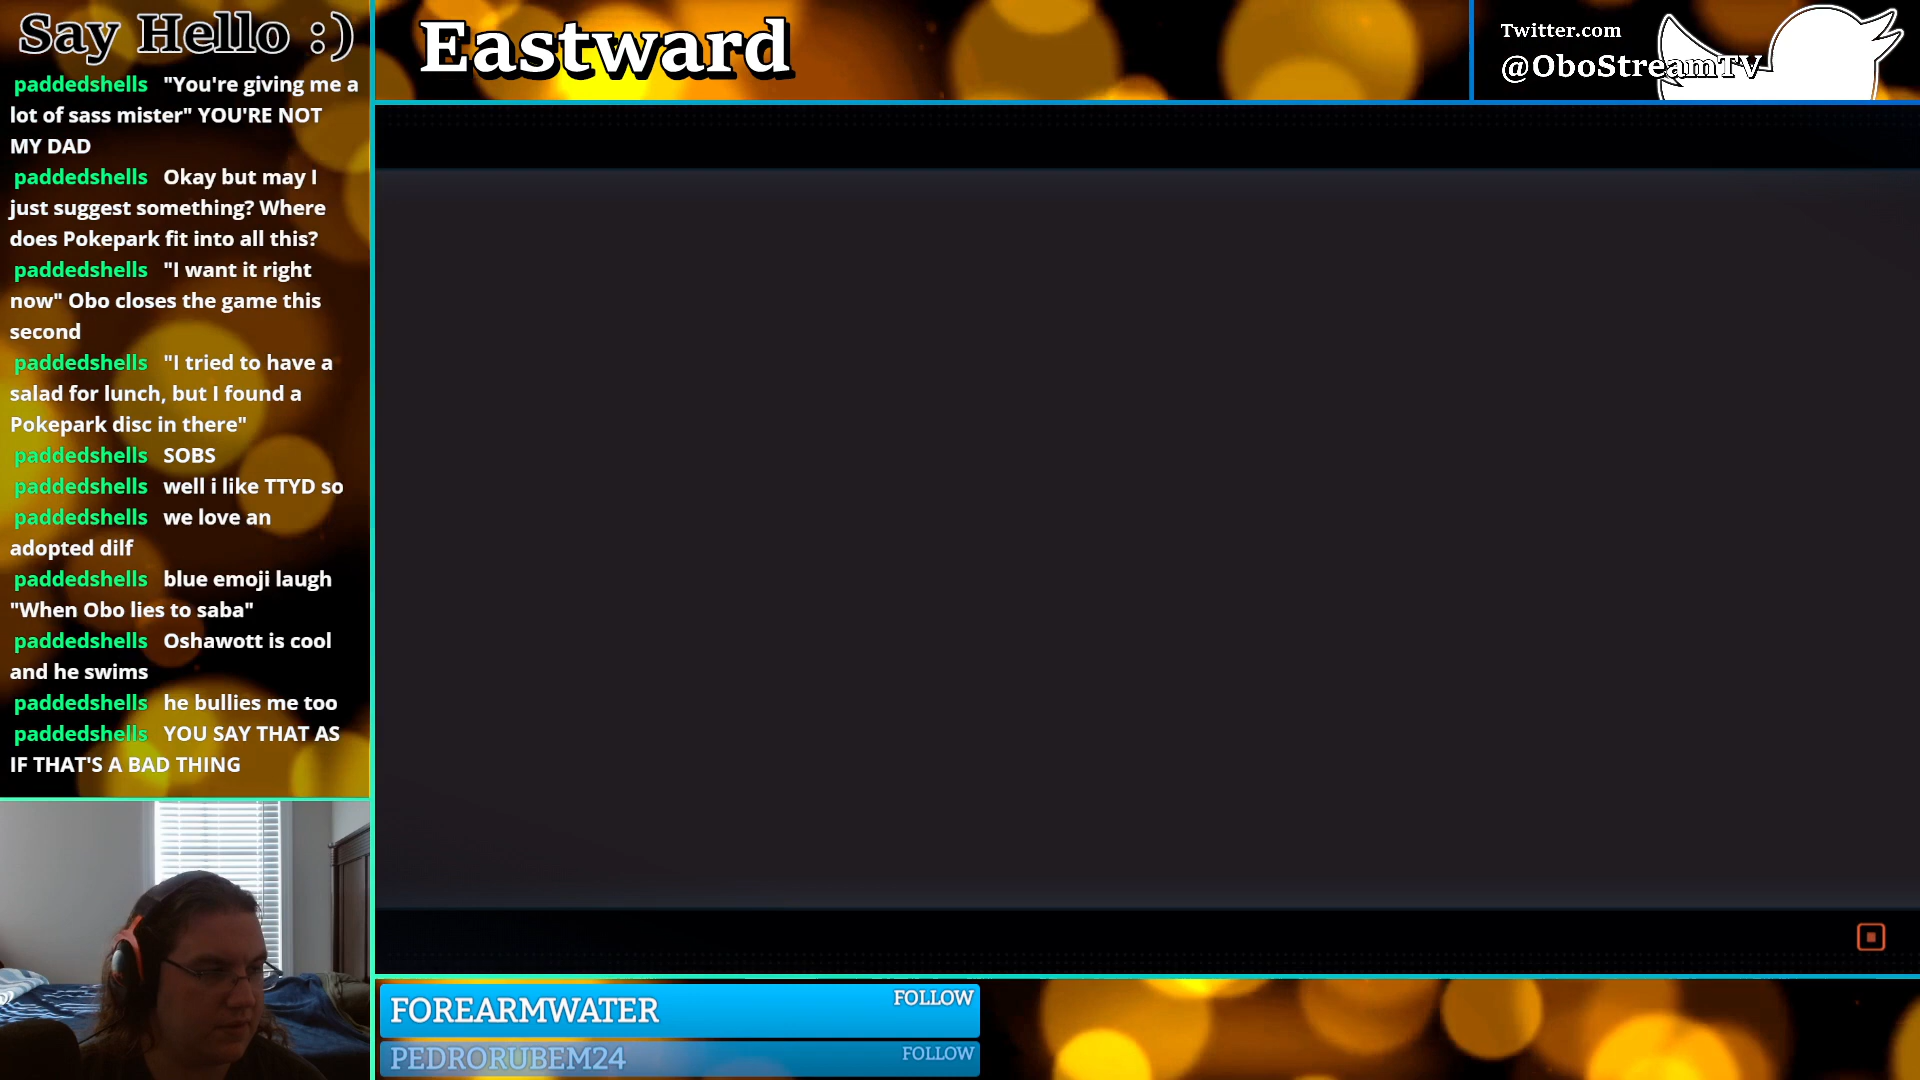 Say Hello :)
paddedshells "You're giving me a
lot of sass mister" YOU'RE NOT
MY DAD
paddedshells Okay but may I
just suggest something? Where
does Pokepark fit into all this?
paddedshells "I want it right
now" Obo closes the game this
second
paddedshells "I tried to have a
salad for lunch, but I found a
Pokepark disc in there"
paddedshells SOBS
paddedshells well i like TTYD so
paddedshells we love an
adopted dilf
paddedshells blue emoji laugh
"When Obo lies to saba"
paddedshells Oshawott is cool
and he swims
paddedshells he bullies me too
paddedshells YOU SAY THAT AS
IF THAT'S A BAD THING
Eastward
Twitter.com
@OboStreamTV
FOREARMWATER FOLLOW
PEDRORUBEM24 FOLLOW